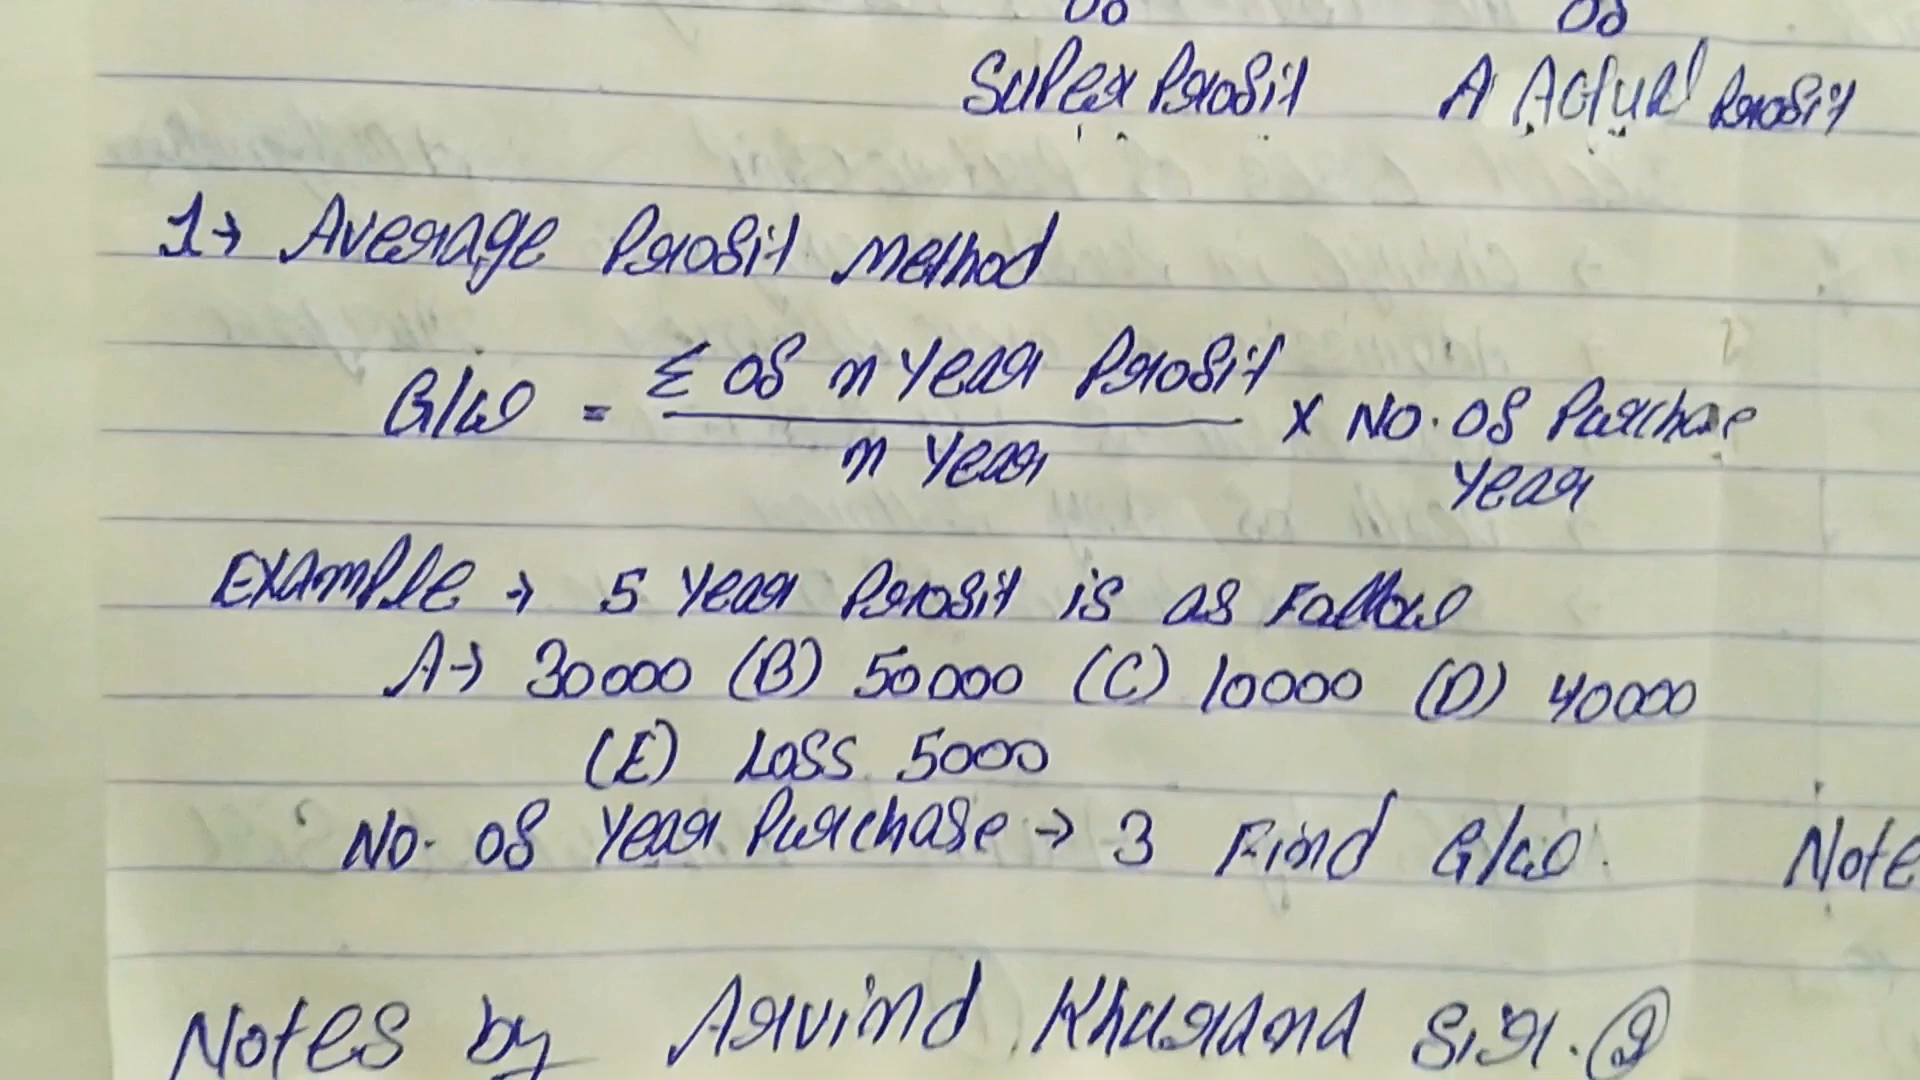 Super Profit A Actual Profit
1→ Average Profit Method
G/w = Σ of n Year Profit / n Year × No. of Purchase Year
Example → 5 Year Profit is as Follow
A→ 30000 (B) 50000 (C) 10000 (D) 40000
(E) Loss 5000
No. of Year Purchase → 3 Find G/w. Note
Notes by Arvind Khurana Sir. 2